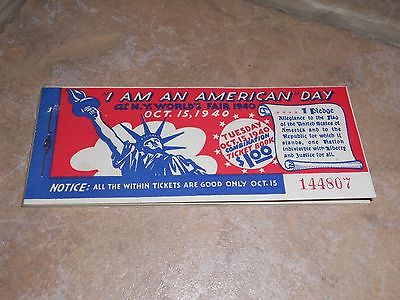 "I AM AN AMERICAN" DAY
at N.Y. WORLD'S FAIR 1940
OCT. 15, 1940
TUESDAY
OCT. 15, 1940
COMBINATION
TICKET BOOK
$1.00
I Pledge
Allegiance to the Flag
of the United States of
America and to the
Republic for which it
stands, one Nation
indivisible with Liberty
and Justice for all.
NOTICE: ALL THE WITHIN TICKETS ARE GOOD ONLY OCT. 15
144807